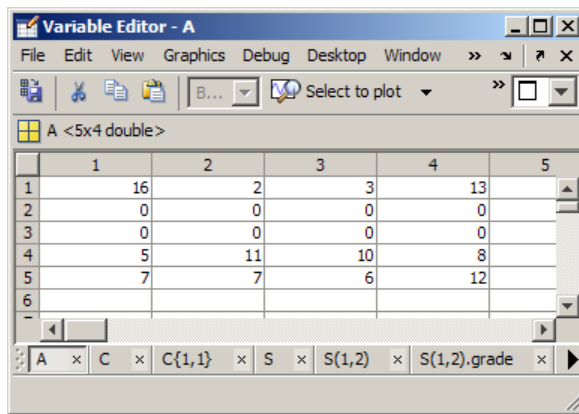 Variable Editor - A
File Edit View Graphics Debug Desktop Window »
B... Select to plot »
A <5x4 double>
1 2 3 4 5
1 16 2 3 13
2 0 0 0 0
3 0 0 0 0
4 5 11 10 8
5 7 7 6 12
6
A × C × C{1,1} × S × S(1,2) × S(1,2).grade ×